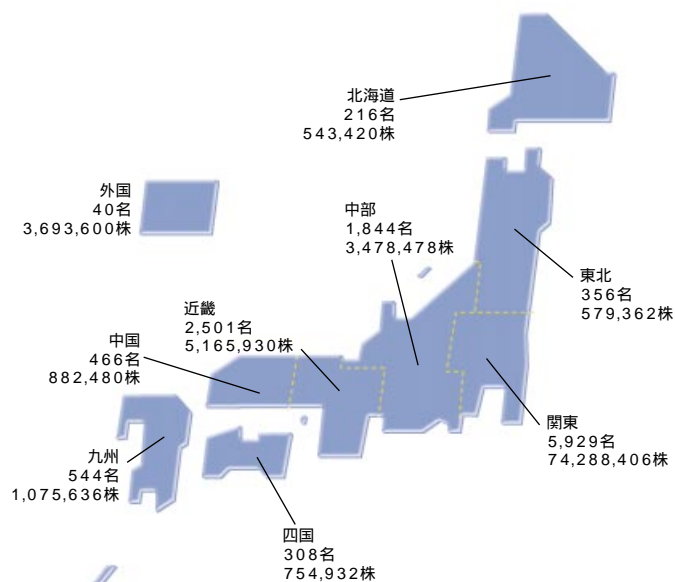 北海道
216名
543,420株
外国
40名
3,693,600株
中部
1,844名
3,478,478株
東北
356名
579,362株
近畿
2,501名
5,165,930株
中国
466名
882,480株
関東
5,929名
74,288,406株
九州
544名
1,075,636株
四国
308名
754,932株